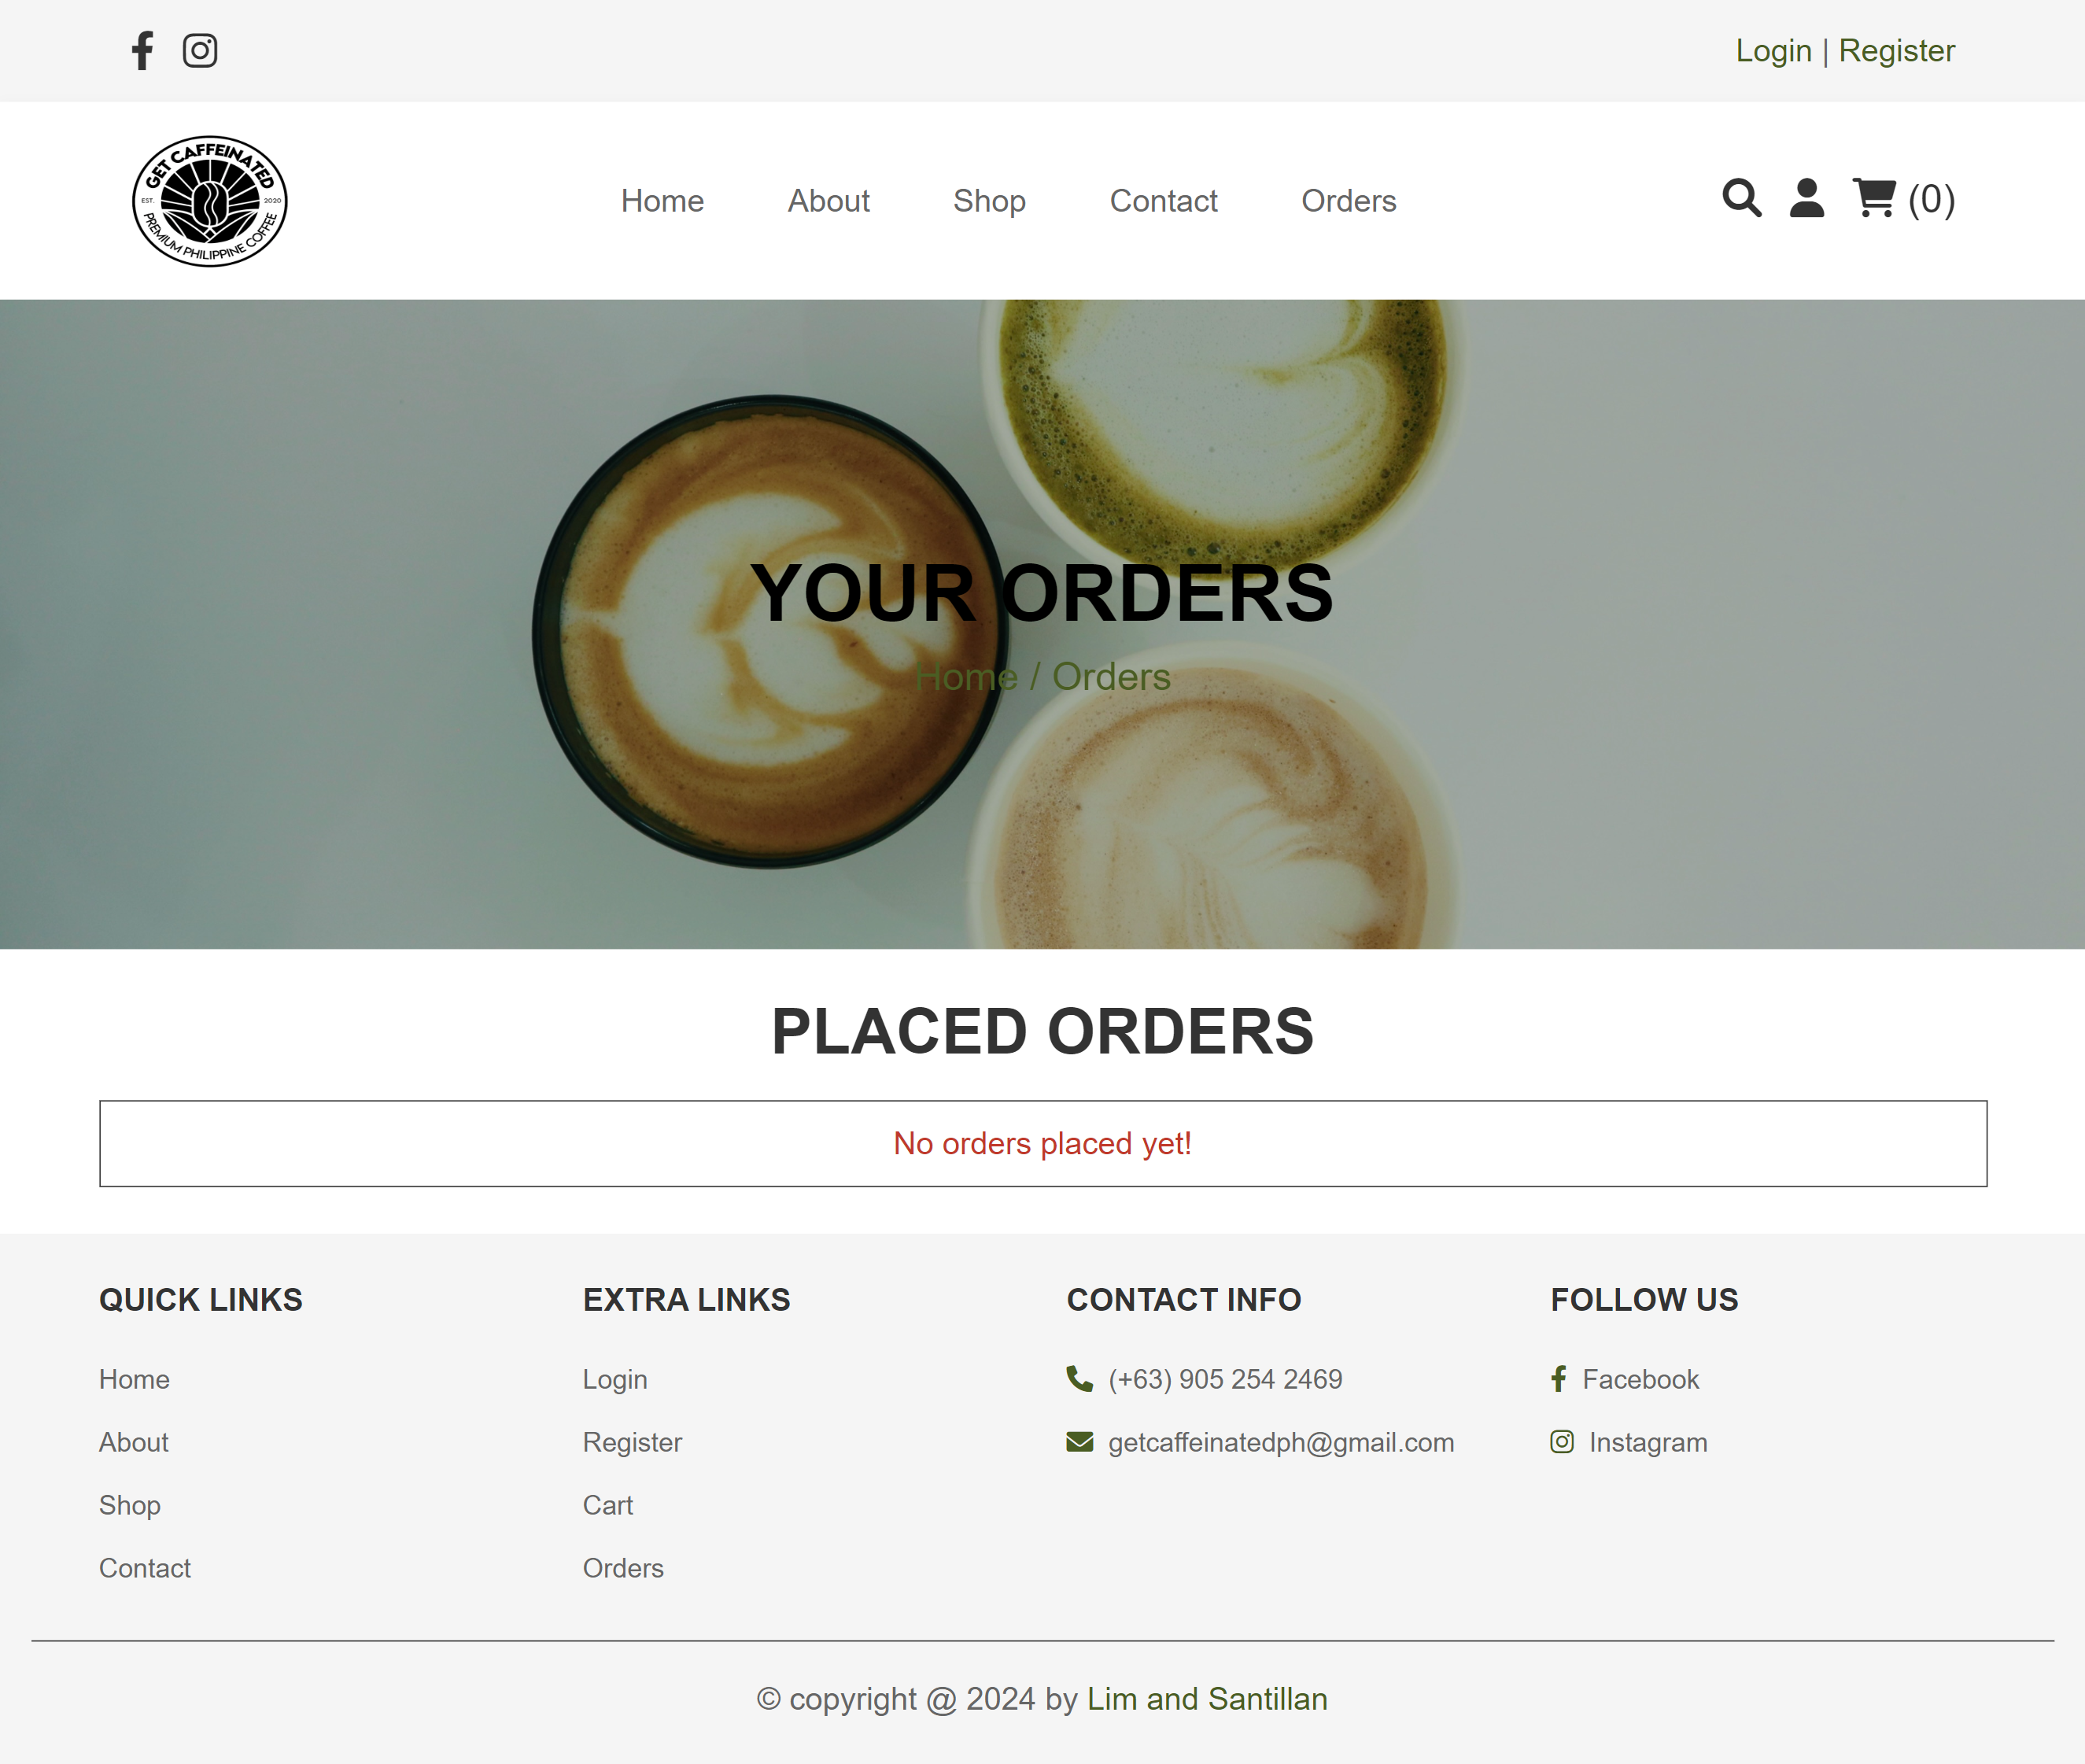 Login | Register
GET CAFFEINATED
EST. 2020
PREMIUM PHILIPPINE COFFEE
Home About Shop Contact Orders
(0)
YOUR ORDERS
Home / Orders
PLACED ORDERS
No orders placed yet!
QUICK LINKS
Home
About
Shop
Contact
EXTRA LINKS
Login
Register
Cart
Orders
CONTACT INFO
(+63) 905 254 2469
getcaffeinatedph@gmail.com
FOLLOW US
Facebook
Instagram
© copyright @ 2024 by Lim and Santillan